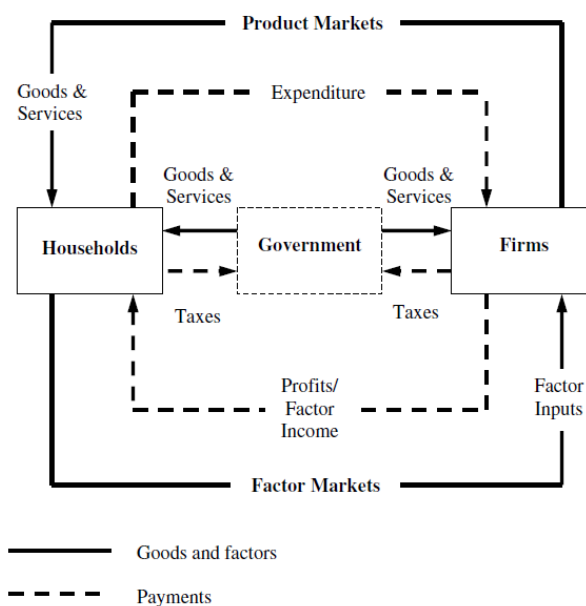 Product Markets
Goods &
Services
Expenditure
Goods &
Services
Goods &
Services
Households
Government
Firms
Taxes
Taxes
Profits/
Factor
Income
Factor
Inputs
Factor Markets
Goods and factors
Payments